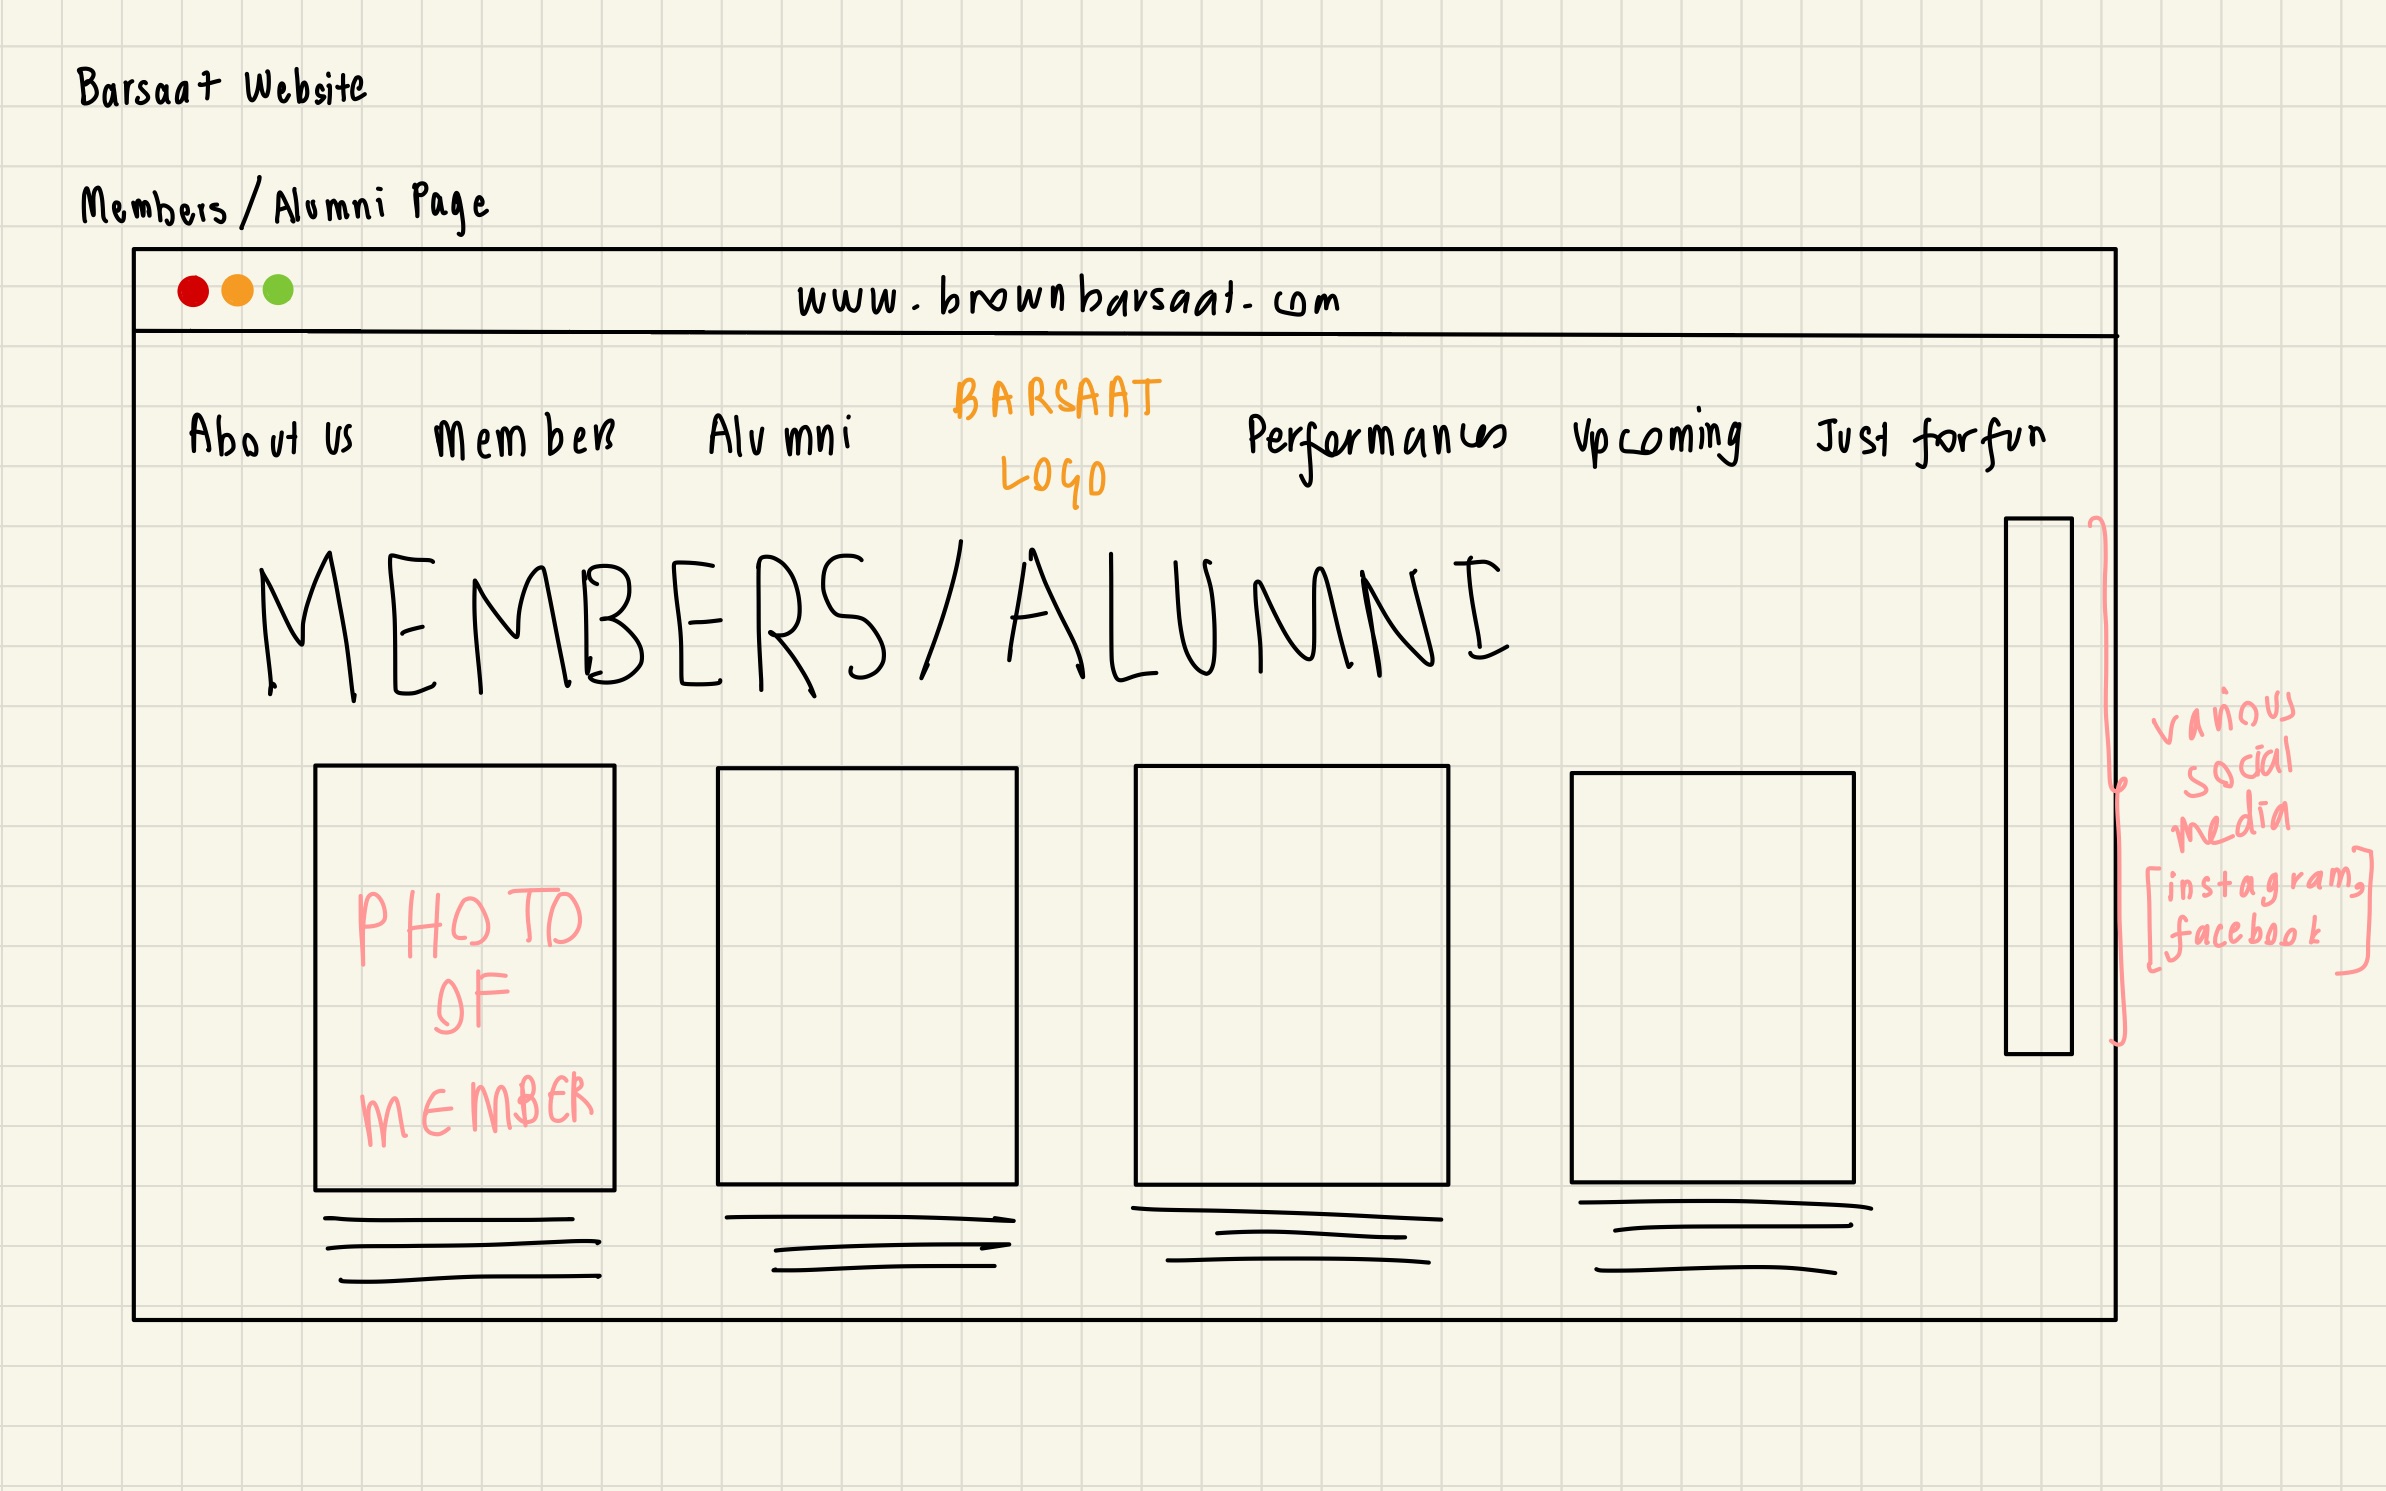 Barsaat Website
Members/Alumni Page
www.brownbarsaat.com
About us Members Alumni BARSAAT LOGO Performances Upcoming Just for fun
MEMBERS/ALUMNI
PHOTO
OF
MEMBER
various
social
media
[instagram,
facebook]